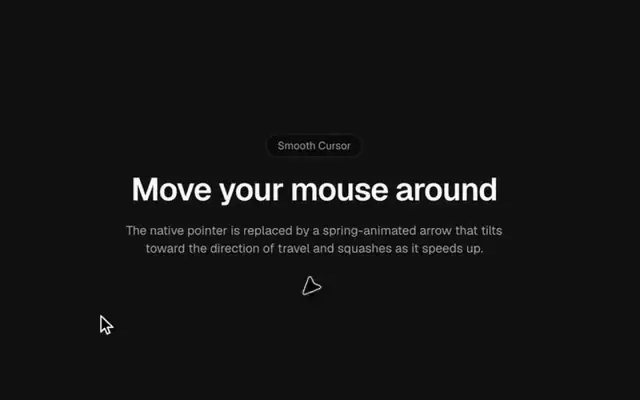 Smooth Cursor
Move your mouse around
The native pointer is replaced by a spring-animated arrow that tilts
toward the direction of travel and squashes as it speeds up.